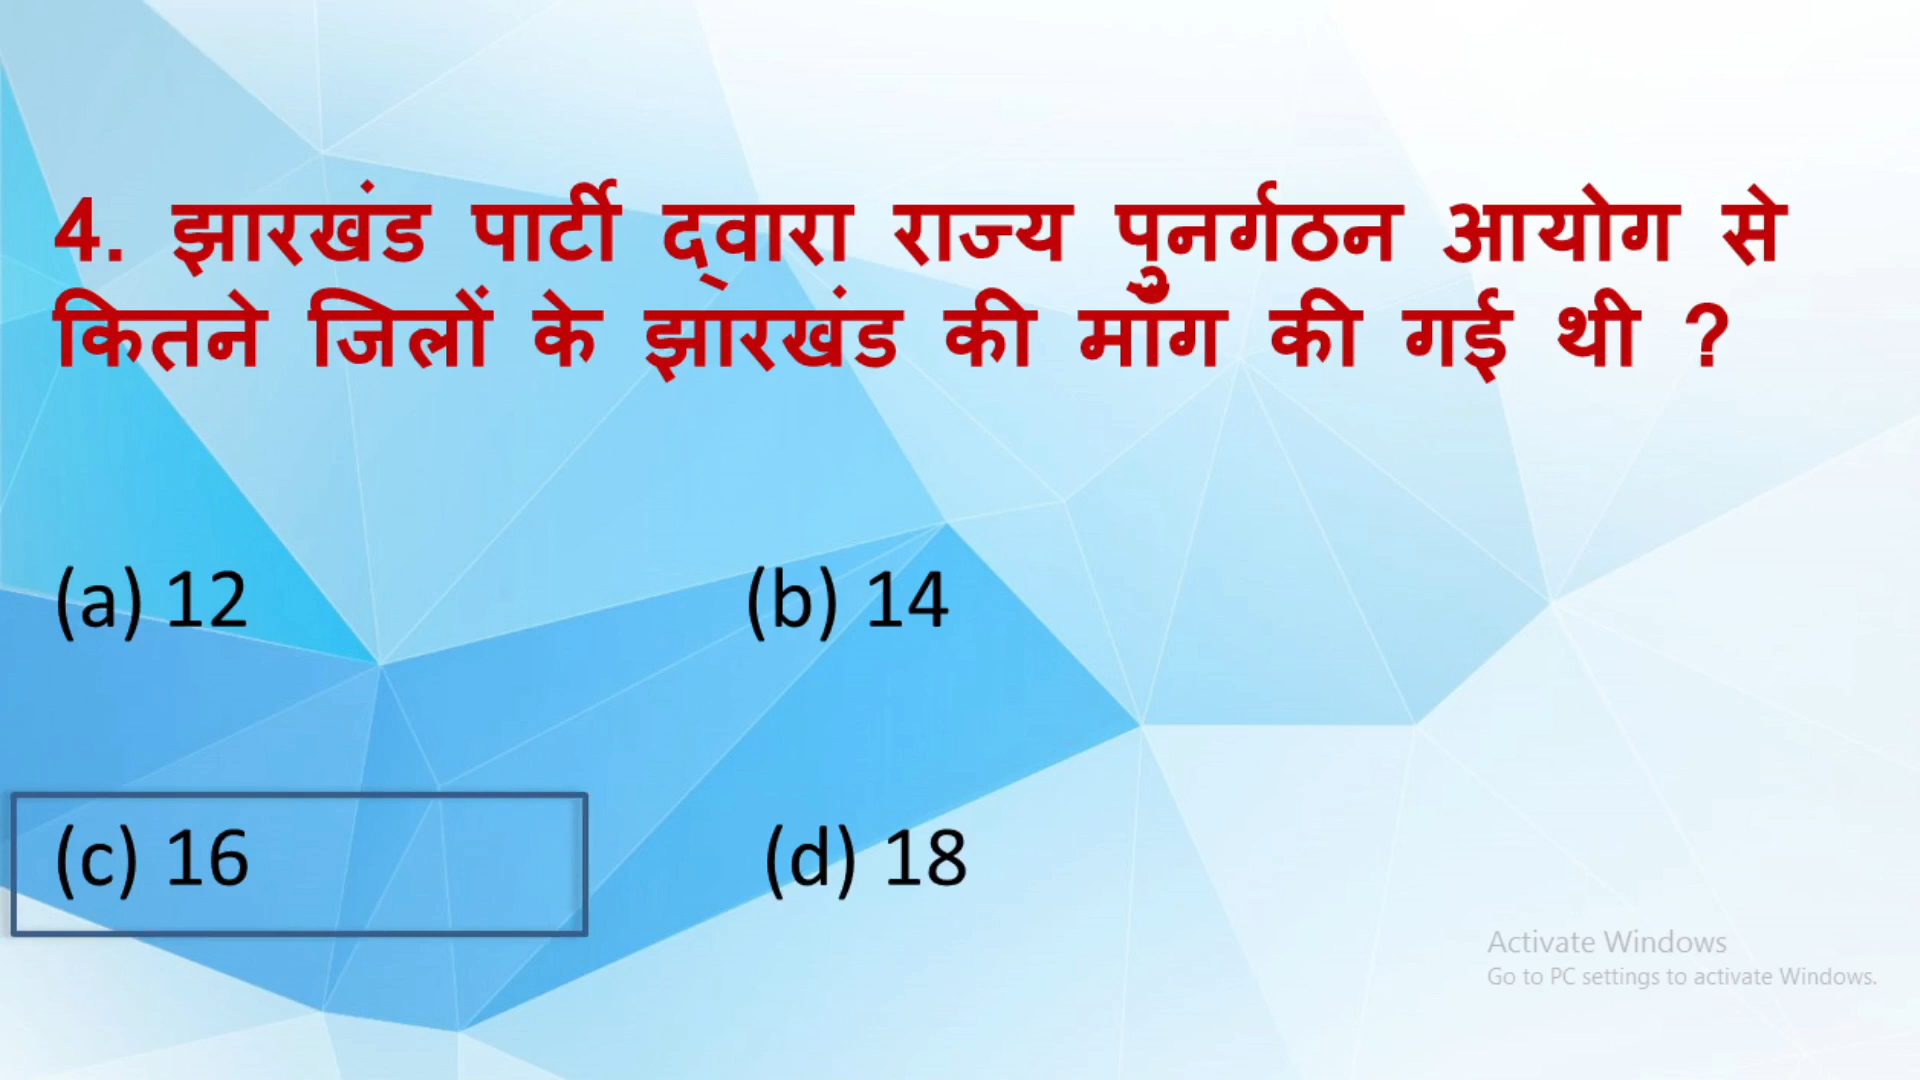 4. झारखंड पार्टी द्वारा राज्य पुनर्गठन आयोग से
कितने जिलों के झारखंड की माँग की गई थी ?
(a) 12 (b) 14
(c) 16 (d) 18
Activate Windows
Go to PC settings to activate Windows.